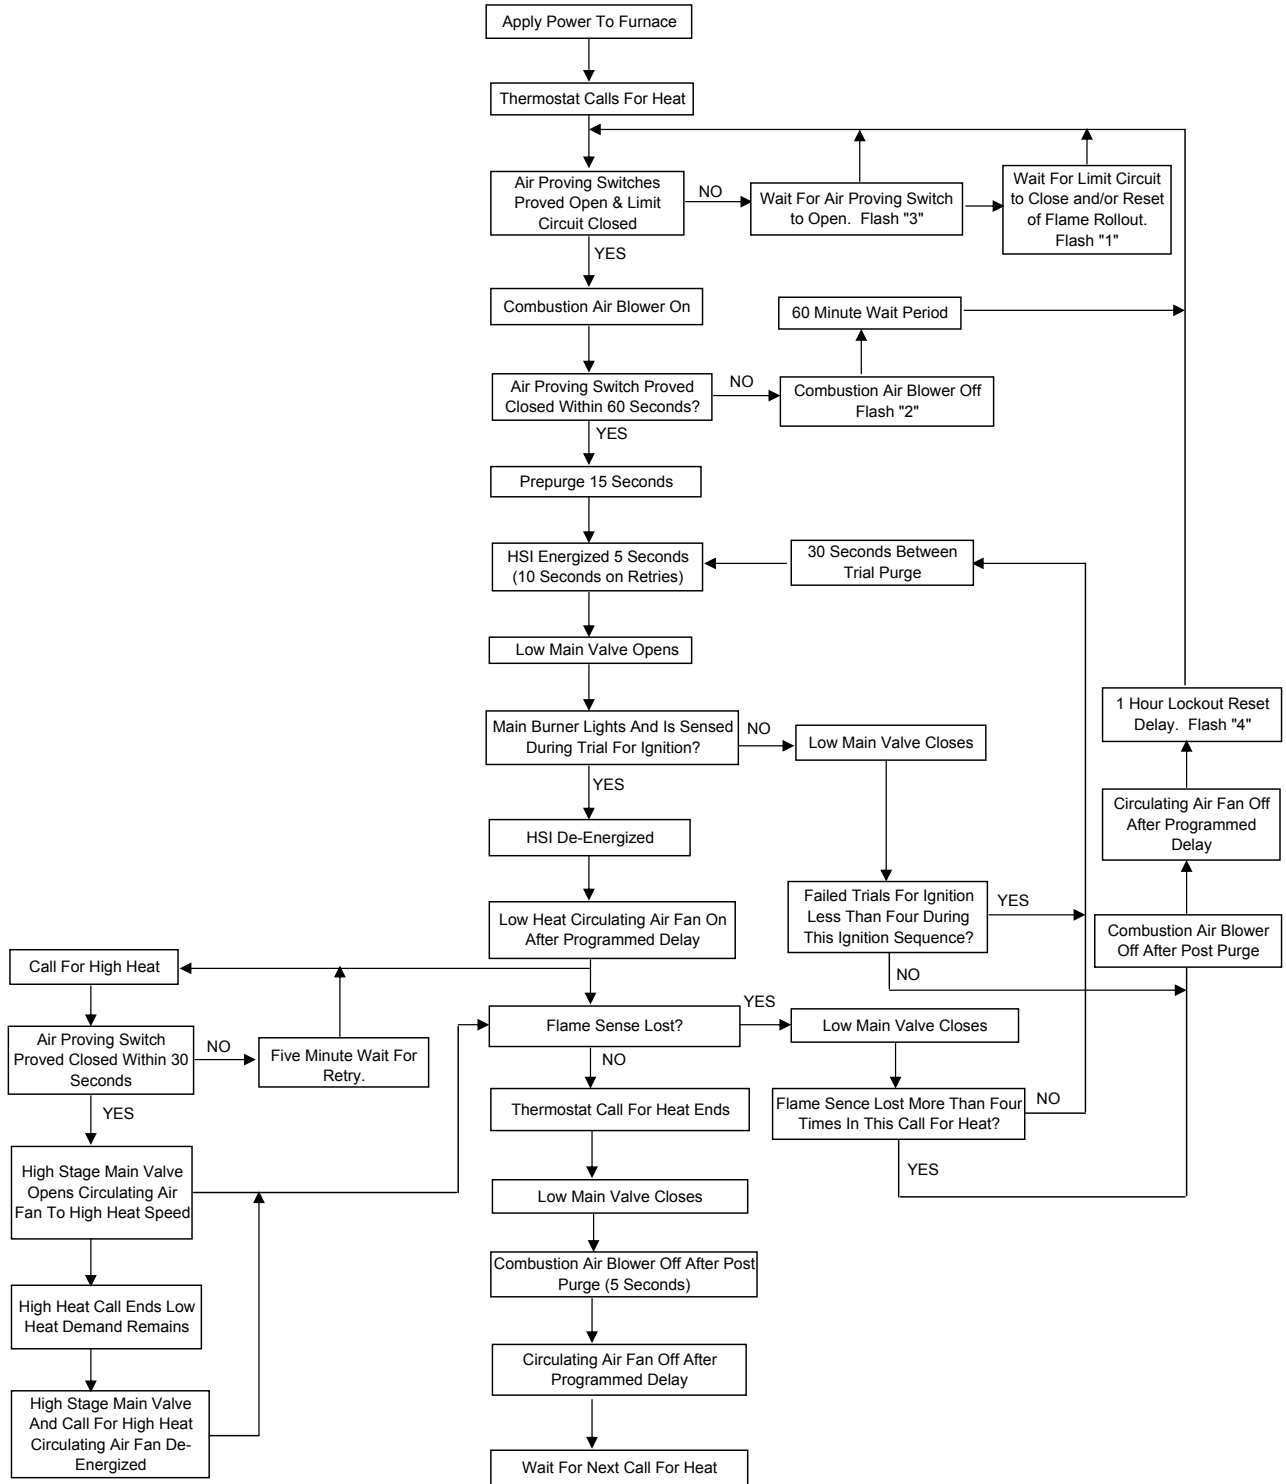 Apply Power To Furnace
Thermostat Calls For Heat
Air Proving Switches
Proved Open & Limit
Circuit Closed
NO
Wait For Air Proving Switch
to Open.  Flash "3"
Wait For Limit Circuit
to Close and/or Reset
of Flame Rollout.
Flash "1"
YES
Combustion Air Blower On
60 Minute Wait Period
Air Proving Switch Proved
Closed Within 60 Seconds?
NO
Combustion Air Blower Off
Flash "2"
YES
Prepurge 15 Seconds
HSI Energized 5 Seconds
(10 Seconds on Retries)
30 Seconds Between
Trial Purge
Low Main Valve Opens
Main Burner Lights And Is Sensed
During Trial For Ignition?
NO
Low Main Valve Closes
1 Hour Lockout Reset
Delay.  Flash "4"
YES
HSI De-Energized
Circulating Air Fan Off
After Programmed
Delay
Low Heat Circulating Air Fan On
After Programmed Delay
Failed Trials For Ignition
Less Than Four During
This Ignition Sequence?
YES
NO
Combustion Air Blower
Off After Post Purge
Call For High Heat
Air Proving Switch
Proved Closed Within 30
Seconds
NO
Five Minute Wait For
Retry.
YES
Flame Sense Lost?
YES
Low Main Valve Closes
NO
Thermostat Call For Heat Ends
Flame Sence Lost More Than Four
Times In This Call For Heat?
NO
YES
High Stage Main Valve
Opens Circulating Air
Fan To High Heat Speed
Low Main Valve Closes
Combustion Air Blower Off After Post
Purge (5 Seconds)
High Heat Call Ends Low
Heat Demand Remains
Circulating Air Fan Off After
Programmed Delay
High Stage Main Valve
And Call For High Heat
Circulating Air Fan De-
Energized
Wait For Next Call For Heat